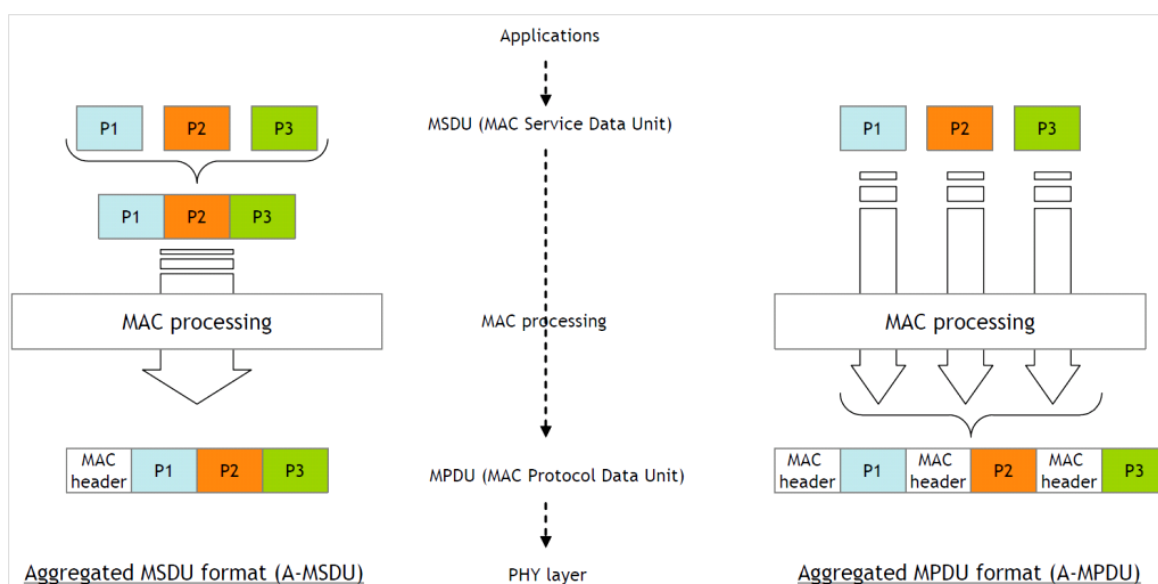 Applications
P1 P2 P3
MSDU (MAC Service Data Unit)
P1 P2 P3
P1 P2 P3
MAC processing
MAC processing
MAC processing
MAC header P1 P2 P3
MPDU (MAC Protocol Data Unit)
MAC header P1 MAC header P2 MAC header P3
Aggregated MSDU format (A-MSDU)
PHY layer
Aggregated MPDU format (A-MPDU)